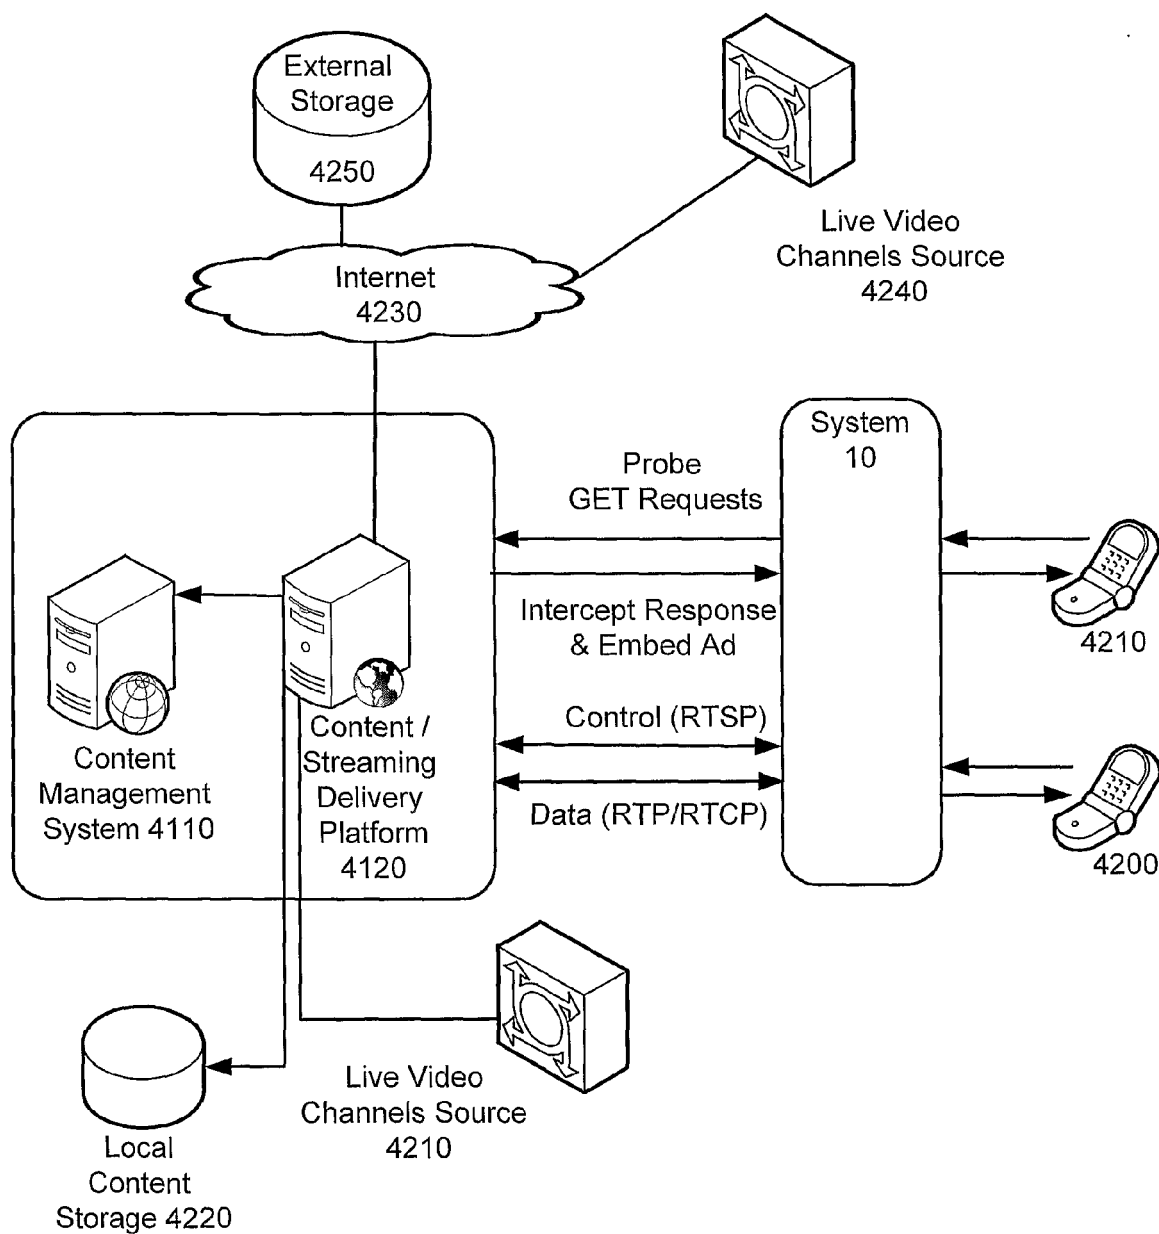 External
Storage
4250
Live Video
Channels Source
4240
Internet
4230
System
10
Probe
GET Requests
Intercept Response
& Embed Ad
4210
Control (RTSP)
Data (RTP/RTCP)
4200
Content
Management
System 4110
Content /
Streaming
Delivery
Platform
4120
Live Video
Channels Source
4210
Local
Content
Storage 4220